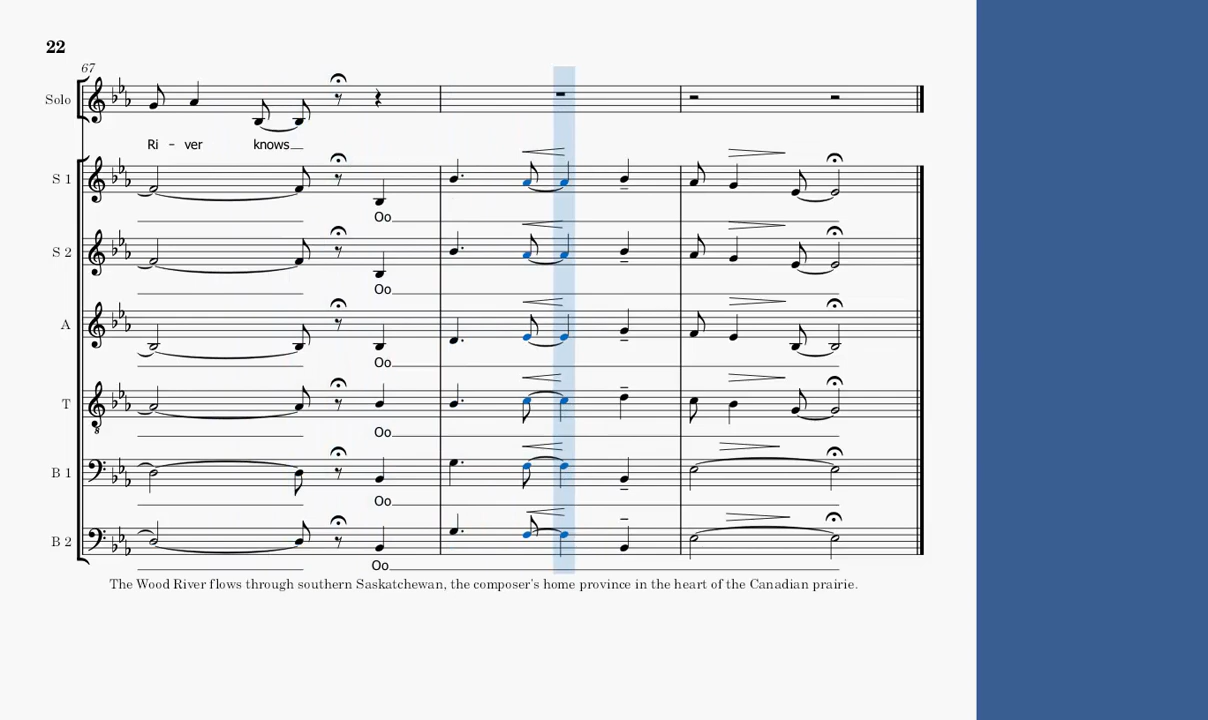 22
67
Solo
Ri - ver knows
S 1
Oo
S 2
Oo
A
Oo
T
8
Oo
B 1
Oo
B 2
Oo
The Wood River flows through southern Saskatchewan, the composer's home province in the heart of the Canadian prairie.